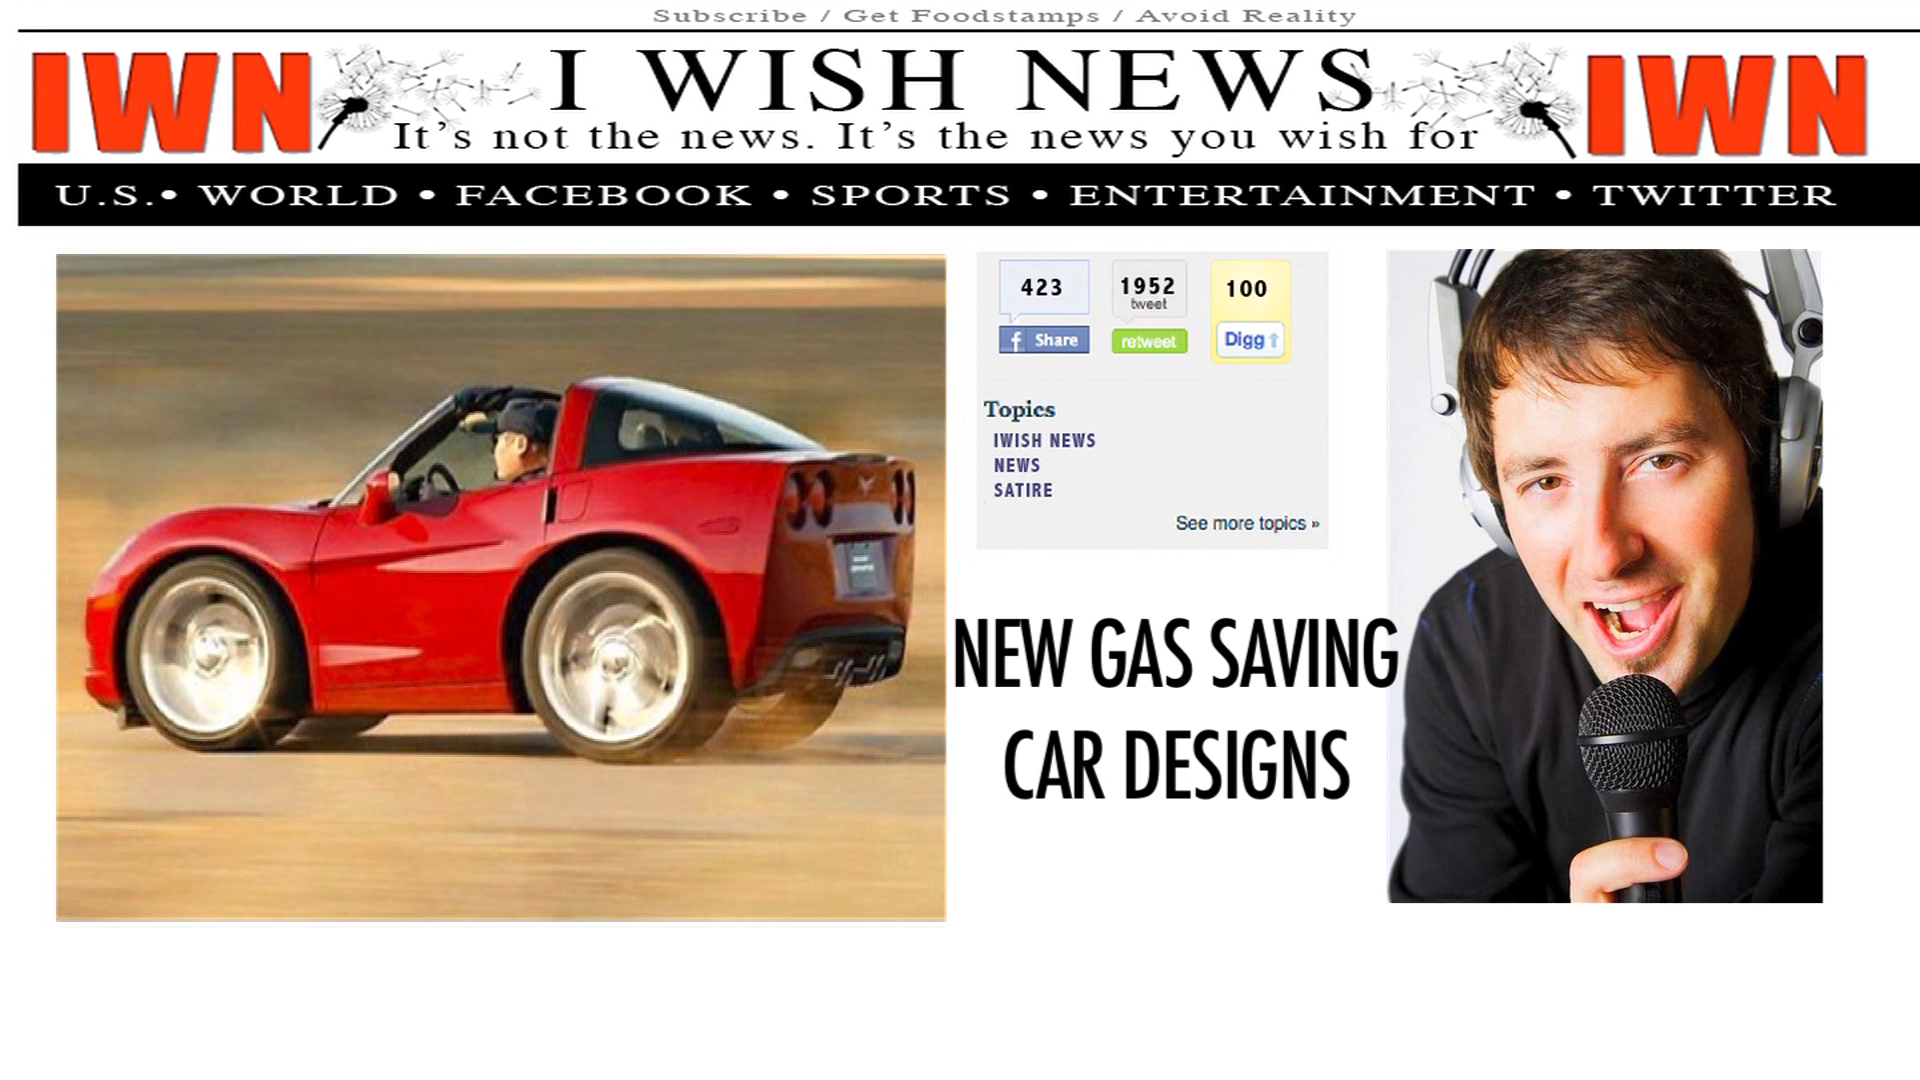 Subscribe / Get Foodstamps / Avoid Reality
IWN I WISH NEWS IWN
It's not the news. It's the news you wish for
U.S.• WORLD • FACEBOOK • SPORTS • ENTERTAINMENT • TWITTER
423 1952 100
tweet
Share retweet Digg
Topics
IWISH NEWS
NEWS
SATIRE
See more topics »
NEW GAS SAVING
CAR DESIGNS